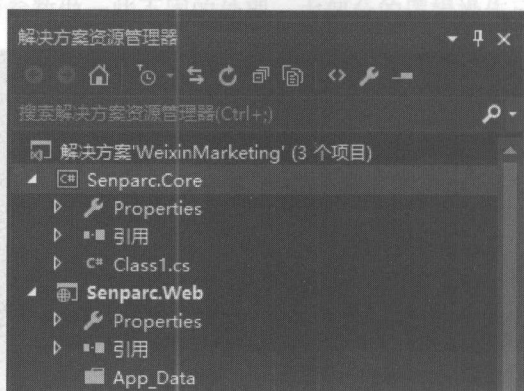 解决方案资源管理器
搜索解决方案资源管理器(Ctrl+;)
解决方案'WeixinMarketing' (3 个项目)
C# Senparc.Core
Properties
引用
C# Class1.cs
Senparc.Web
Properties
引用
App_Data